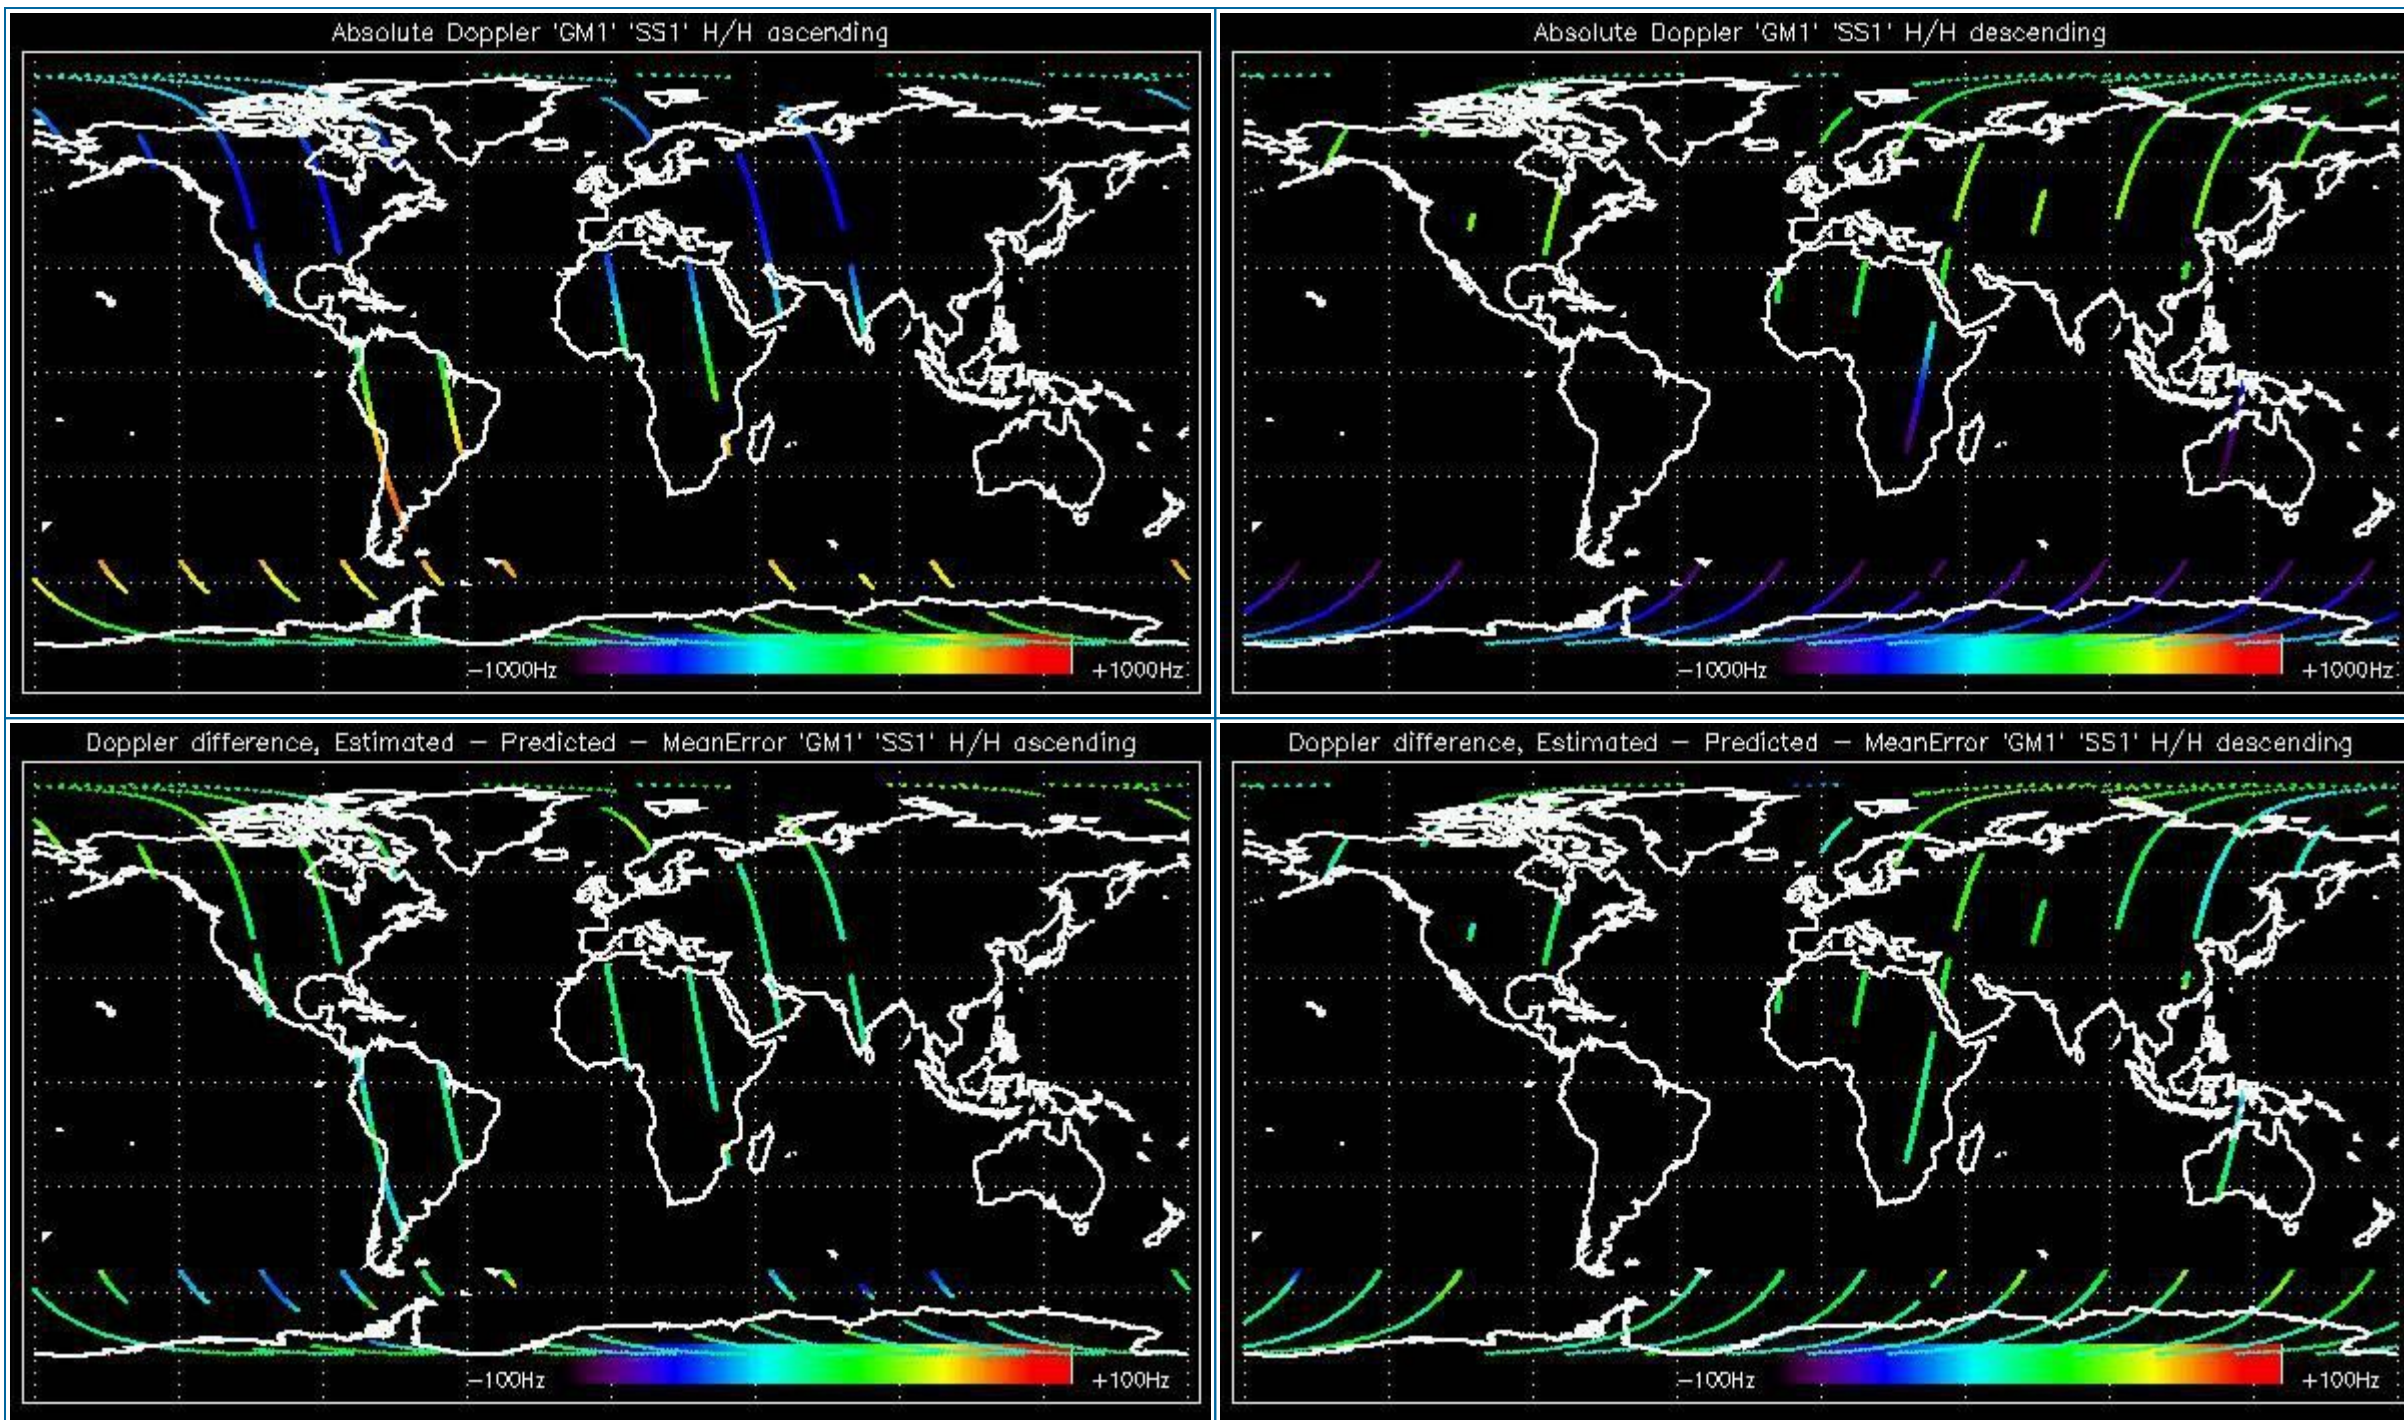 Absolute Doppler 'GM1' 'SS1' H/H ascending
−1000Hz
+1000Hz
Absolute Doppler 'GM1' 'SS1' H/H descending
−1000Hz
+1000Hz
Doppler difference, Estimated − Predicted − MeanError 'GM1' 'SS1' H/H ascending
−100Hz
+100Hz
Doppler difference, Estimated − Predicted − MeanError 'GM1' 'SS1' H/H descending
−100Hz
+100Hz